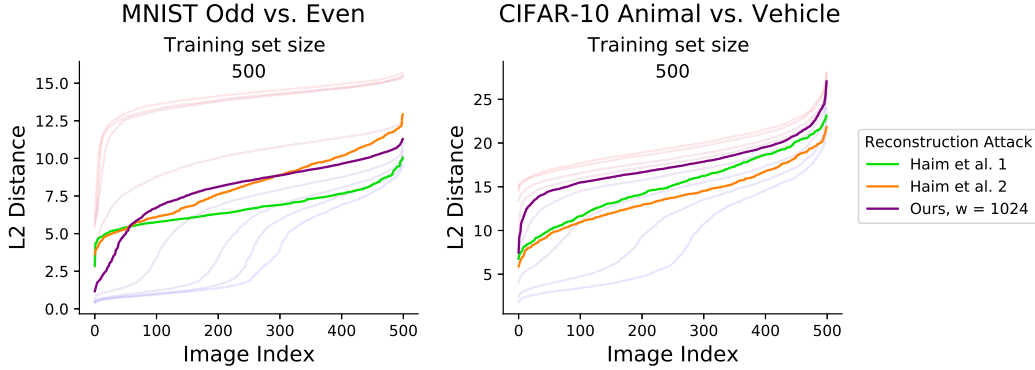 MNIST Odd vs. Even
Training set size
500
L2 Distance
15.0
12.5
10.0
7.5
5.0
2.5
0.0
0 100 200 300 400 500
Image Index
CIFAR-10 Animal vs. Vehicle
Training set size
500
L2 Distance
25
20
15
10
5
0 100 200 300 400 500
Image Index
Reconstruction Attack
Haim et al. 1
Haim et al. 2
Ours, w = 1024